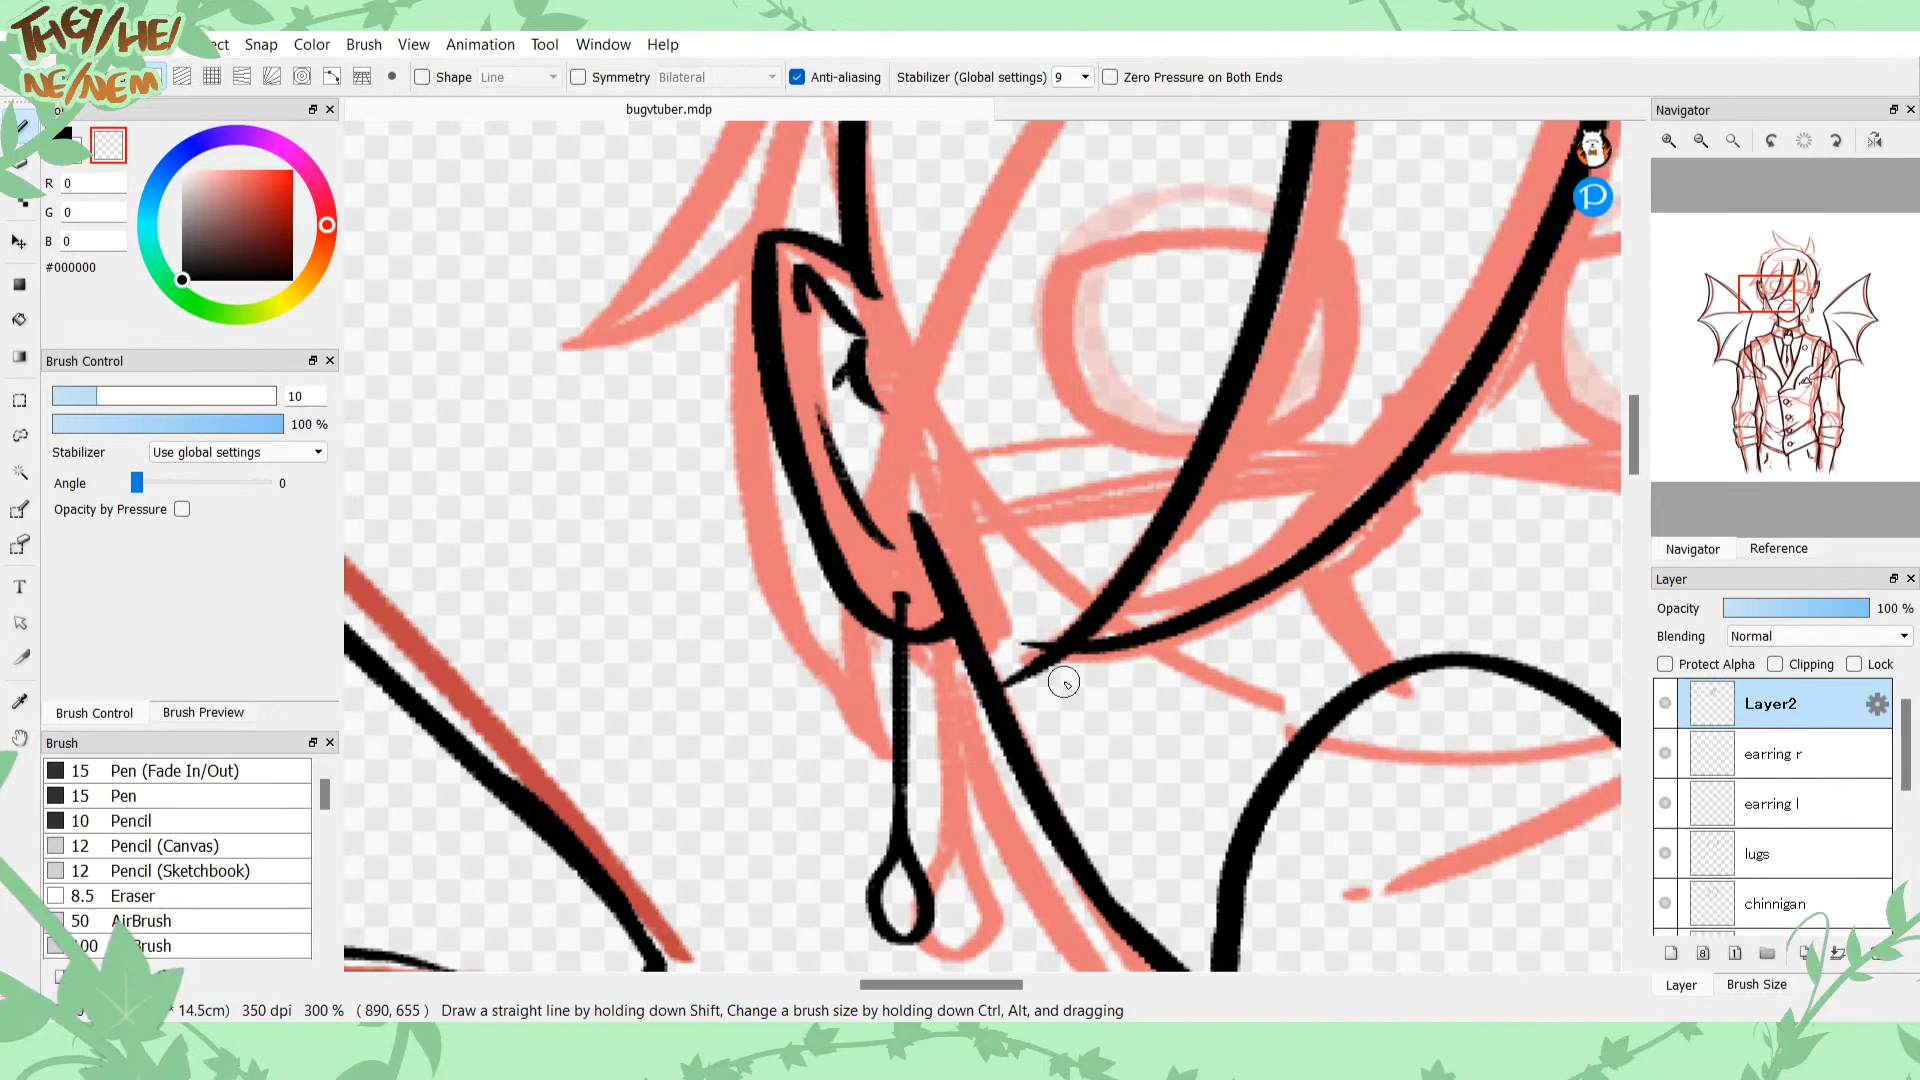 THEY/HE/
NE/NEM
ect Snap Color Brush View Animation Tool Window Help
Shape Line Symmetry Bilateral Anti-aliasing Stabilizer (Global settings) 9 Zero Pressure on Both Ends
bugvtuber.mdp
Navigator
R 0
G 0
B 0
#000000
Brush Control
10
100 %
Stabilizer Use global settings
Angle 0
Opacity by Pressure
Brush Control Brush Preview
Brush
15 Pen (Fade In/Out)
15 Pen
10 Pencil
12 Pencil (Canvas)
12 Pencil (Sketchbook)
8.5 Eraser
50 AirBrush
100 Brush
Navigator Reference
Layer
Opacity 100 %
Blending Normal
Protect Alpha Clipping Lock
Layer2
earring r
earring l
lugs
chinnigan
Layer Brush Size
* 14.5cm) 350 dpi 300 % ( 890, 655 ) Draw a straight line by holding down Shift, Change a brush size by holding down Ctrl, Alt, and dragging